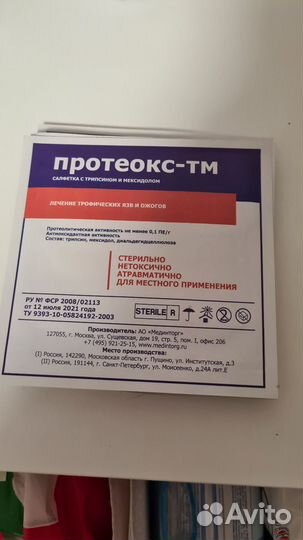 протеокс-тм
САЛФЕТКА С ТРИПСИНОМ И МЕКСИДОЛОМ
ЛЕЧЕНИЕ ТРОФИЧЕСКИХ ЯЗВ И ОЖОГОВ
Протеолитическая активность не менее 0,1 ПЕ/г
Антиоксидантная активность
Состав: трипсин, мексидол, диальдегидцеллюлоза
СТЕРИЛЬНО
НЕТОКСИЧНО
АТРАВМАТИЧНО
ДЛЯ МЕСТНОГО ПРИМЕНЕНИЯ
РУ № ФСР 2008/02113
от 12 июля 2021 года
ТУ 9393-10-05824192-2003
STERILE R
Производитель: АО «Мединторг»
127055, г. Москва, ул. Сущевская, дом 19, стр. 5, пом. I, офис 206
+7 (495) 921-25-15, www.medintorg.ru
Место производства:
(I) Россия, 142290, Московская область г. Пущино, ул. Институтская, д.3
(II) Россия, 191144, г. Санкт-Петербург, ул. Моисеенко, д.24А лит.Е
Avito